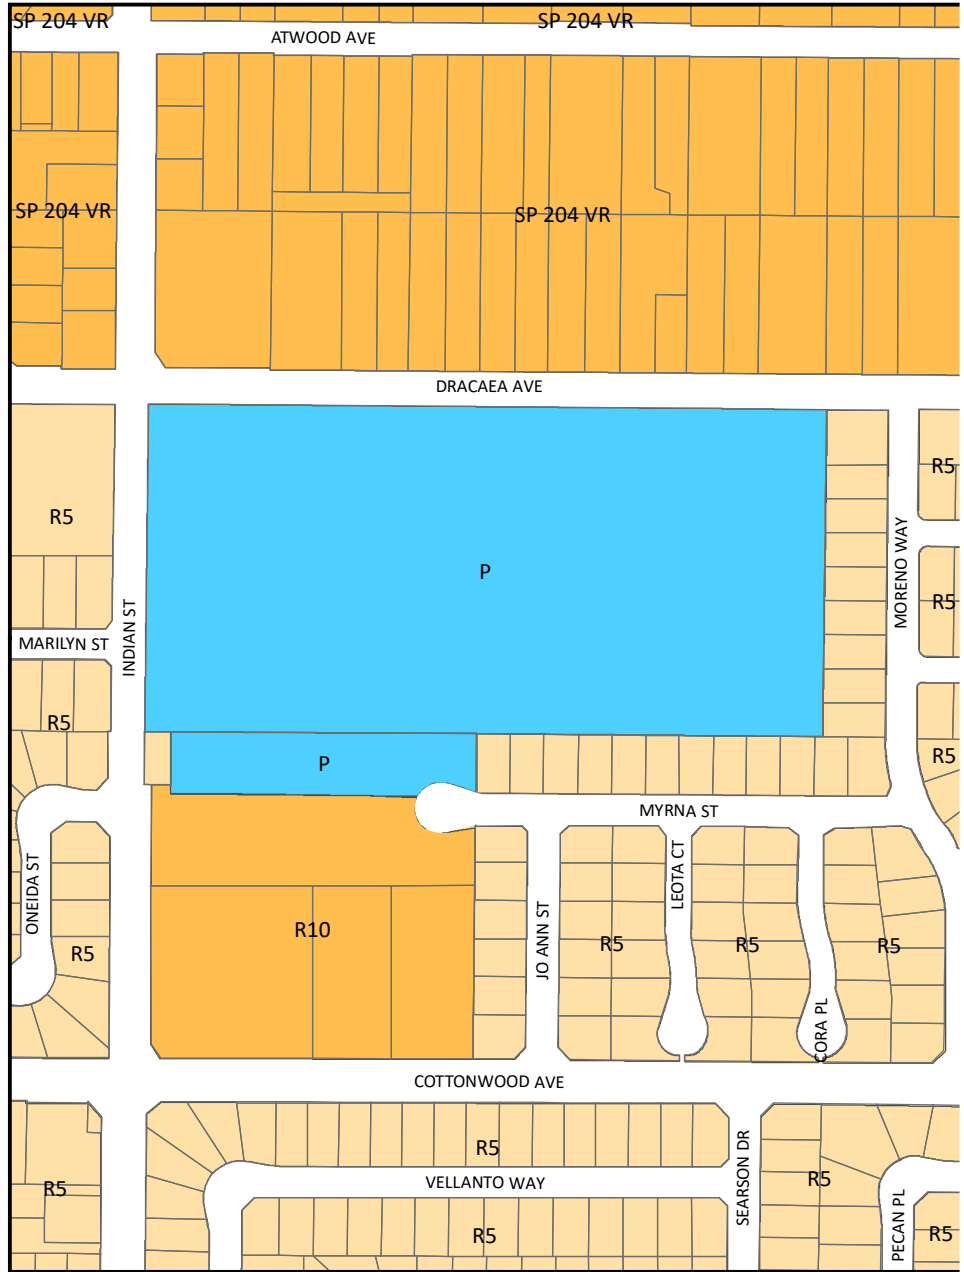 SP 204 VR
SP 204 VR
ATWOOD AVE
SP 204 VR
SP 204 VR
DRACAEA AVE
R5
R5
P
MORENO WAY
R5
INDIAN ST
MARILYN ST
R5
R5
P
MYRNA ST
LEOTA CT
ONEIDA ST
R10
JO ANN ST
R5
R5
R5
R5
CORA PL
COTTONWOOD AVE
R5
SEARSON DR
R5
VELLANTO WAY
R5
PECAN PL
R5
R5